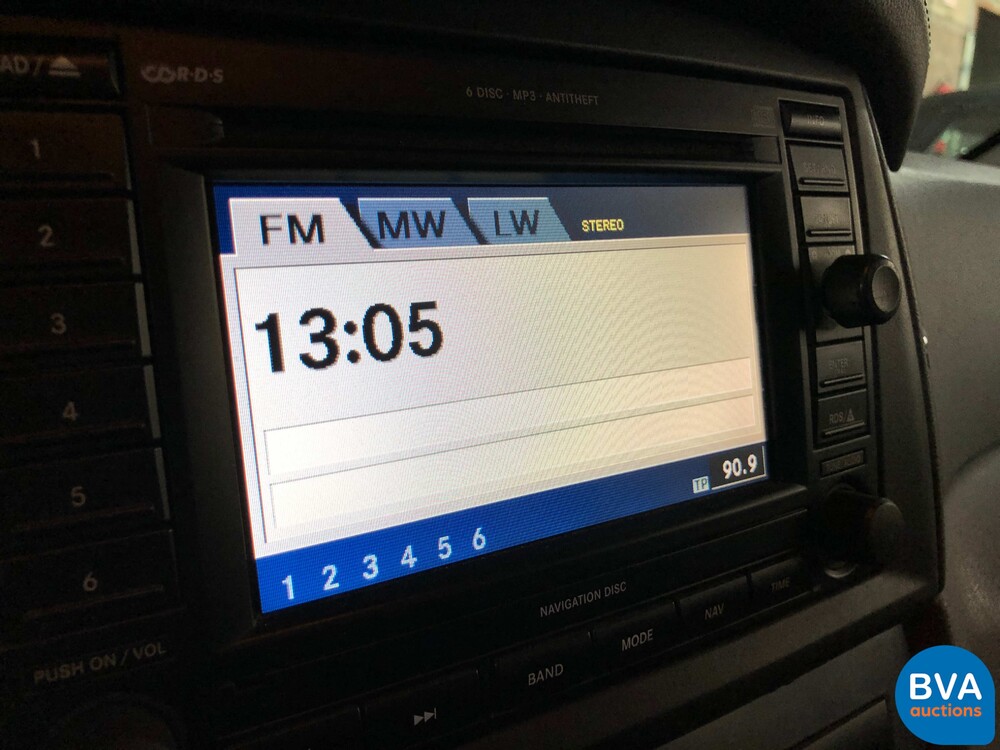 AD /
R·D·S
6 DISC · MP3 · ANTITHEFT
INFO
1
2
3
4
5
6
FM MW LW STEREO
13:05
TP 90.9
1 2 3 4 5 6
ENTER
RDS/
NAVIGATION DISC
PUSH ON / VOL
BAND
MODE
NAV
TIME
BVA
auctions